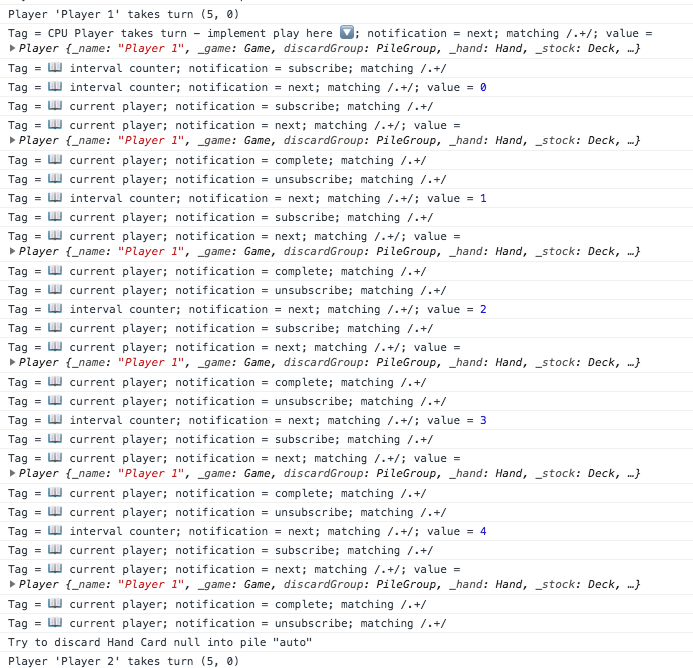 Player 'Player 1' takes turn (5, 0)
Tag = CPU Player takes turn – implement play here 🔽; notification = next; matching /.+/; value =
▶Player {_name: "Player 1", _game: Game, discardGroup: PileGroup, _hand: Hand, _stock: Deck, …}
Tag = 📖 interval counter; notification = subscribe; matching /.+/
Tag = 📖 interval counter; notification = next; matching /.+/; value = 0
Tag = 📖 current player; notification = subscribe; matching /.+/
Tag = 📖 current player; notification = next; matching /.+/; value =
▶Player {_name: "Player 1", _game: Game, discardGroup: PileGroup, _hand: Hand, _stock: Deck, …}
Tag = 📖 current player; notification = complete; matching /.+/
Tag = 📖 current player; notification = unsubscribe; matching /.+/
Tag = 📖 interval counter; notification = next; matching /.+/; value = 1
Tag = 📖 current player; notification = subscribe; matching /.+/
Tag = 📖 current player; notification = next; matching /.+/; value =
▶Player {_name: "Player 1", _game: Game, discardGroup: PileGroup, _hand: Hand, _stock: Deck, …}
Tag = 📖 current player; notification = complete; matching /.+/
Tag = 📖 current player; notification = unsubscribe; matching /.+/
Tag = 📖 interval counter; notification = next; matching /.+/; value = 2
Tag = 📖 current player; notification = subscribe; matching /.+/
Tag = 📖 current player; notification = next; matching /.+/; value =
▶Player {_name: "Player 1", _game: Game, discardGroup: PileGroup, _hand: Hand, _stock: Deck, …}
Tag = 📖 current player; notification = complete; matching /.+/
Tag = 📖 current player; notification = unsubscribe; matching /.+/
Tag = 📖 interval counter; notification = next; matching /.+/; value = 3
Tag = 📖 current player; notification = subscribe; matching /.+/
Tag = 📖 current player; notification = next; matching /.+/; value =
▶Player {_name: "Player 1", _game: Game, discardGroup: PileGroup, _hand: Hand, _stock: Deck, …}
Tag = 📖 current player; notification = complete; matching /.+/
Tag = 📖 current player; notification = unsubscribe; matching /.+/
Tag = 📖 interval counter; notification = next; matching /.+/; value = 4
Tag = 📖 current player; notification = subscribe; matching /.+/
Tag = 📖 current player; notification = next; matching /.+/; value =
▶Player {_name: "Player 1", _game: Game, discardGroup: PileGroup, _hand: Hand, _stock: Deck, …}
Tag = 📖 current player; notification = complete; matching /.+/
Tag = 📖 current player; notification = unsubscribe; matching /.+/
Try to discard Hand Card null into pile "auto"
Player 'Player 2' takes turn (5, 0)